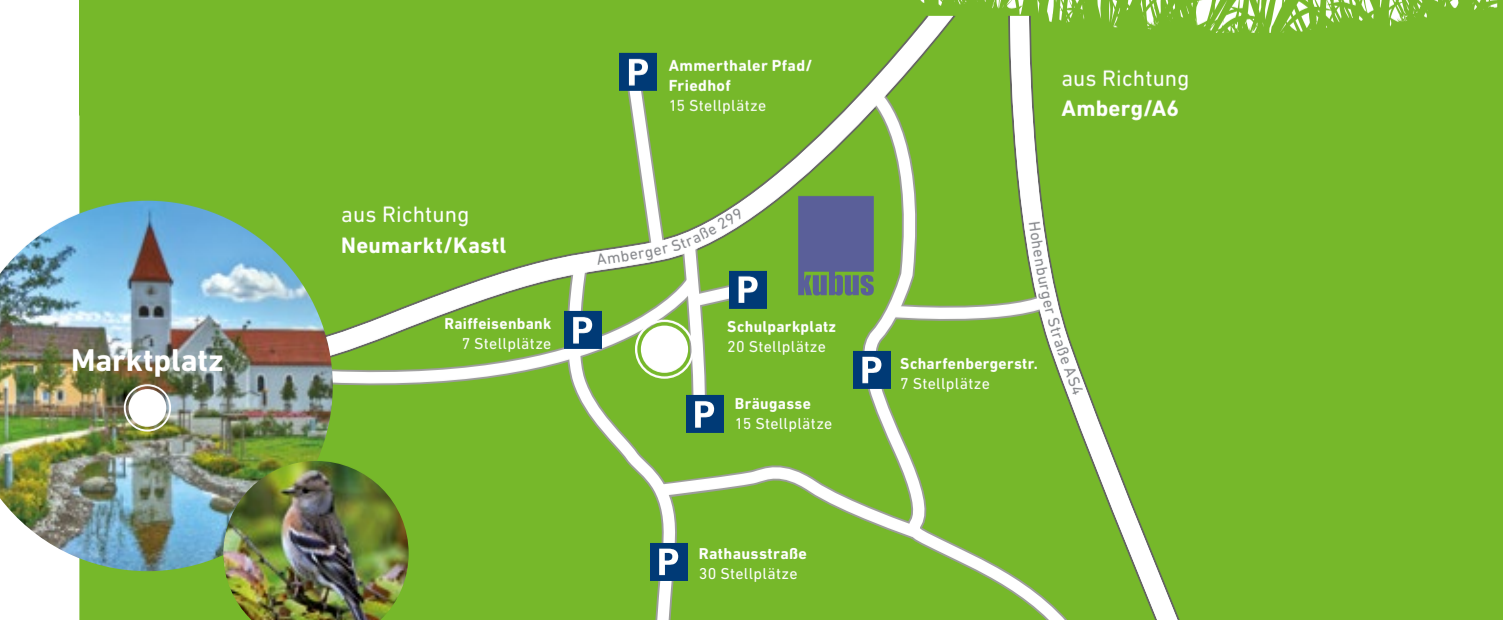 P
Ammerthaler Pfad/
Friedhof
15 Stellplätze
aus Richtung
Amberg/A6
aus Richtung
Neumarkt/Kastl
Amberger Straße 299
Hohenburger Straße AS4
kubus
P
Schulparkplatz
20 Stellplätze
Raiffeisenbank
7 Stellplätze
P
Marktplatz
P
Scharfenbergerstr.
7 Stellplätze
P
Bräugasse
15 Stellplätze
P
Rathausstraße
30 Stellplätze